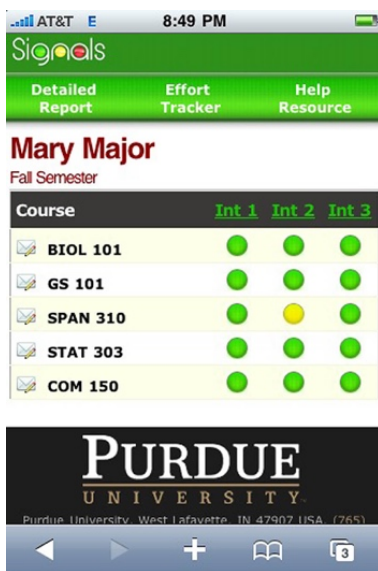 AT&T E 8:49 PM
Signals
Detailed Report
Effort Tracker
Help Resource
Mary Major
Fall Semester
Course Int 1 Int 2 Int 3
BIOL 101
GS 101
SPAN 310
STAT 303
COM 150
PURDUE
UNIVERSITY
Purdue University, West Lafayette, IN 47907 USA, (765)
3